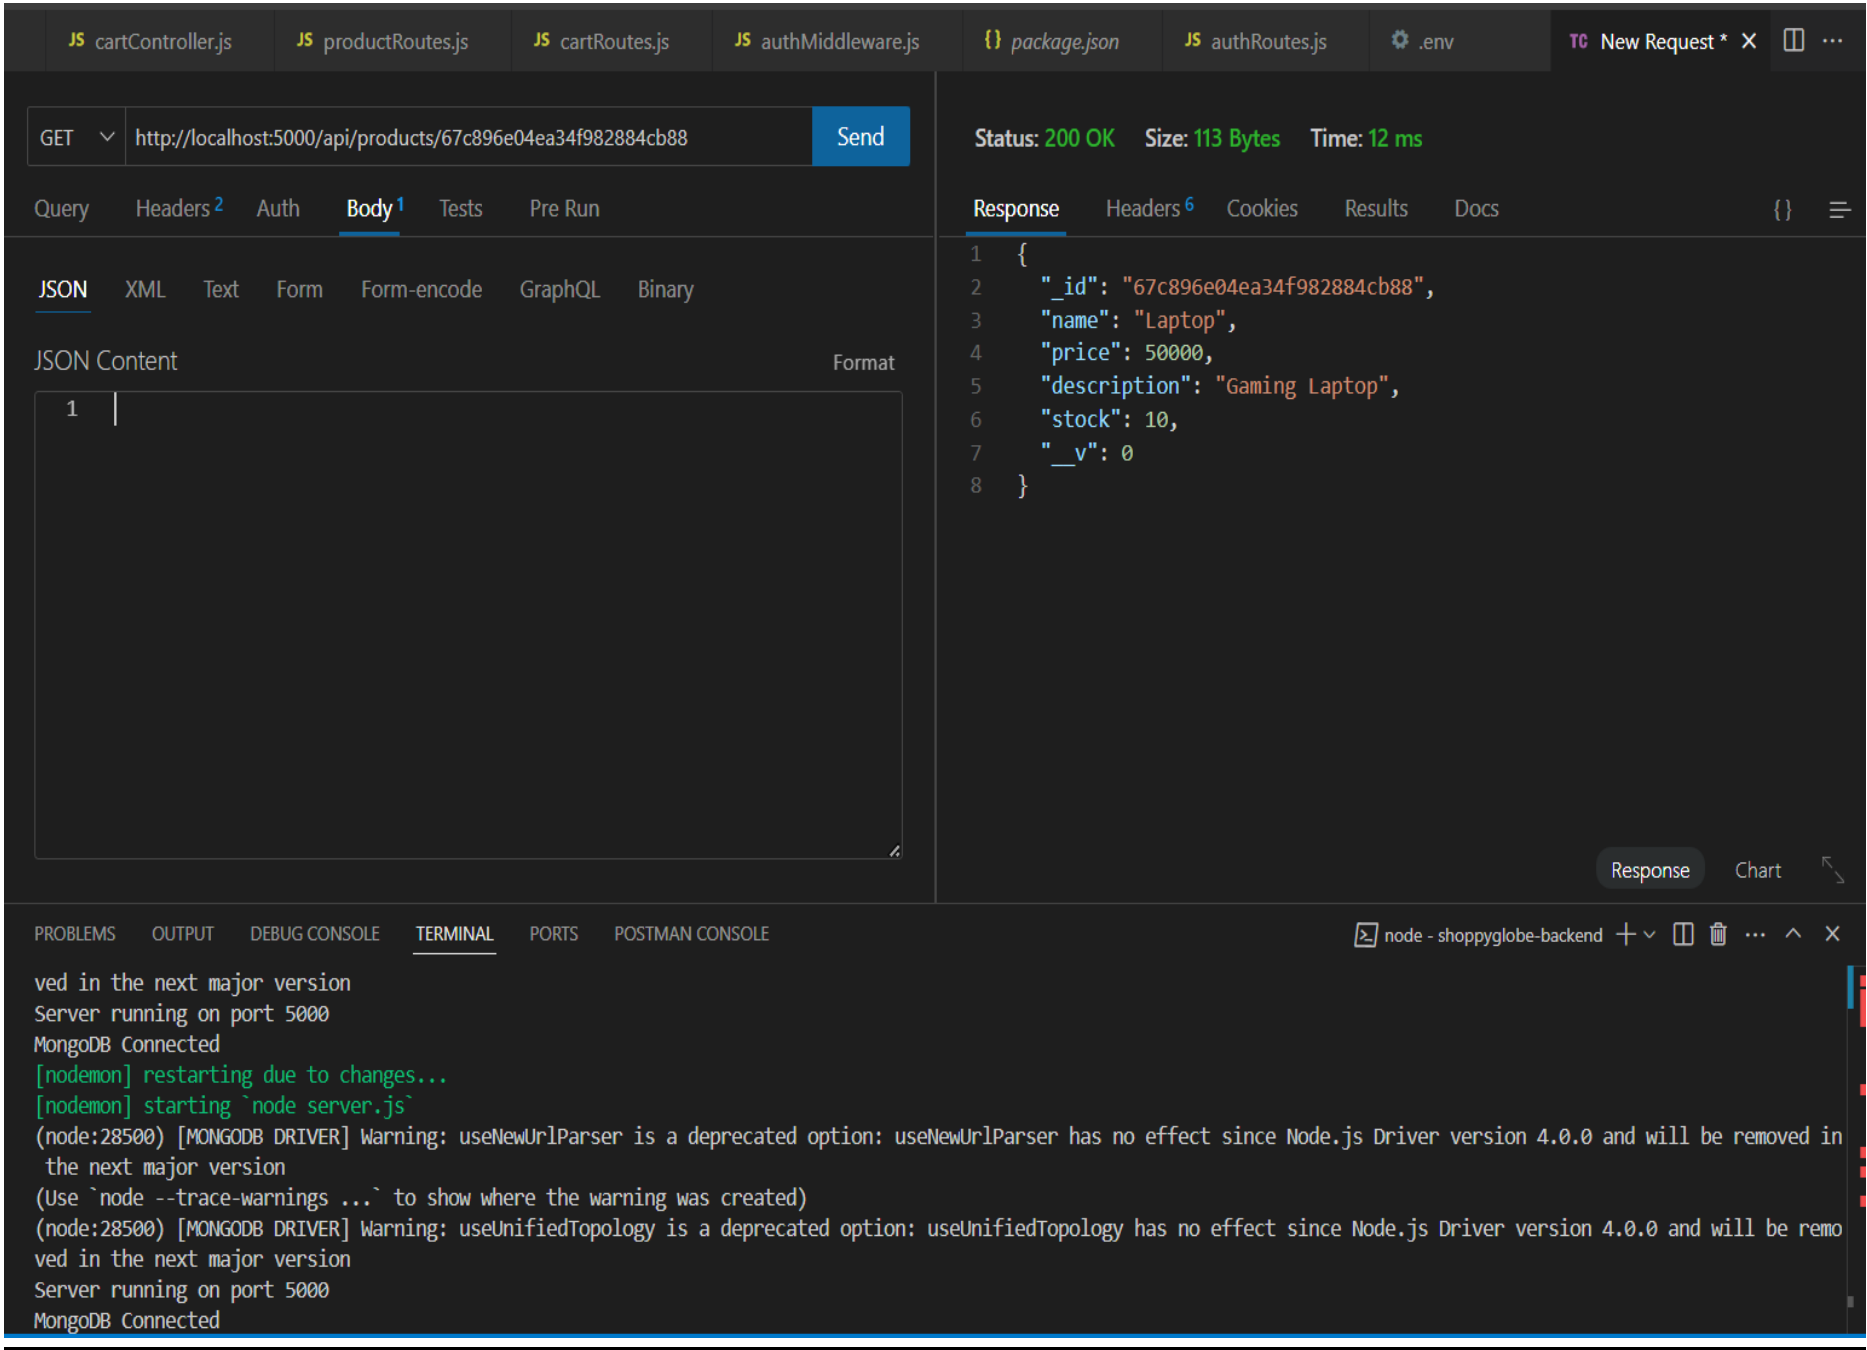 JS cartController.js JS productRoutes.js JS cartRoutes.js JS authMiddleware.js {} package.json JS authRoutes.js .env TC New Request * ✕ ···
GET http://localhost:5000/api/products/67c896e04ea34f982884cb88 Send
Query Headers 2 Auth Body 1 Tests Pre Run
JSON XML Text Form Form-encode GraphQL Binary
JSON Content Format
1
Status: 200 OK Size: 113 Bytes Time: 12 ms
Response Headers 6 Cookies Results Docs {}
1 {
2 "_id": "67c896e04ea34f982884cb88",
3 "name": "Laptop",
4 "price": 50000,
5 "description": "Gaming Laptop",
6 "stock": 10,
7 "__v": 0
8 }
Response Chart
PROBLEMS OUTPUT DEBUG CONSOLE TERMINAL PORTS POSTMAN CONSOLE node - shoppyglobe-backend
ved in the next major version
Server running on port 5000
MongoDB Connected
[nodemon] restarting due to changes...
[nodemon] starting `node server.js`
(node:28500) [MONGODB DRIVER] Warning: useNewUrlParser is a deprecated option: useNewUrlParser has no effect since Node.js Driver version 4.0.0 and will be removed in
the next major version
(Use `node --trace-warnings ...` to show where the warning was created)
(node:28500) [MONGODB DRIVER] Warning: useUnifiedTopology is a deprecated option: useUnifiedTopology has no effect since Node.js Driver version 4.0.0 and will be remo
ved in the next major version
Server running on port 5000
MongoDB Connected